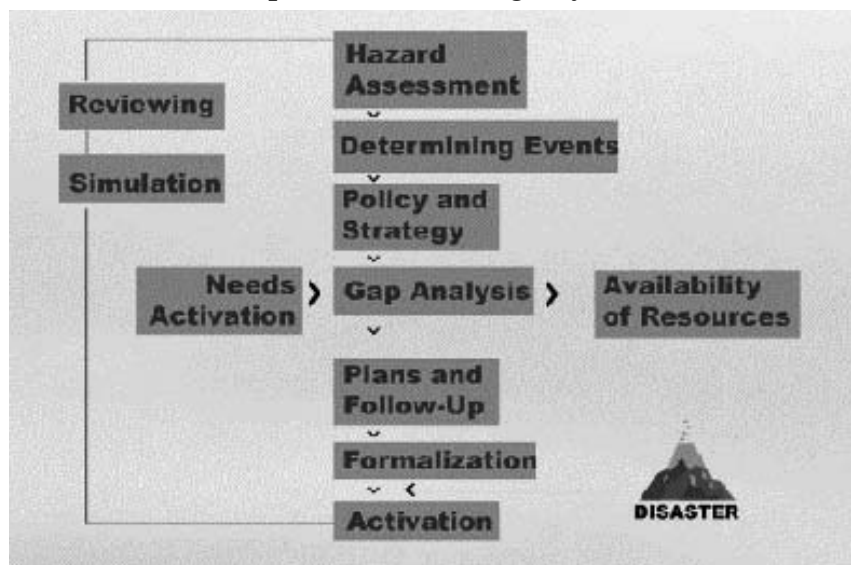 Hazard
Assessment
Reviewing
Determining Events
Simulation
Policy and
Strategy
Needs
Activation
Gap Analysis
Availability
of Resources
Plans and
Follow-Up
Formalization
Activation
DISASTER